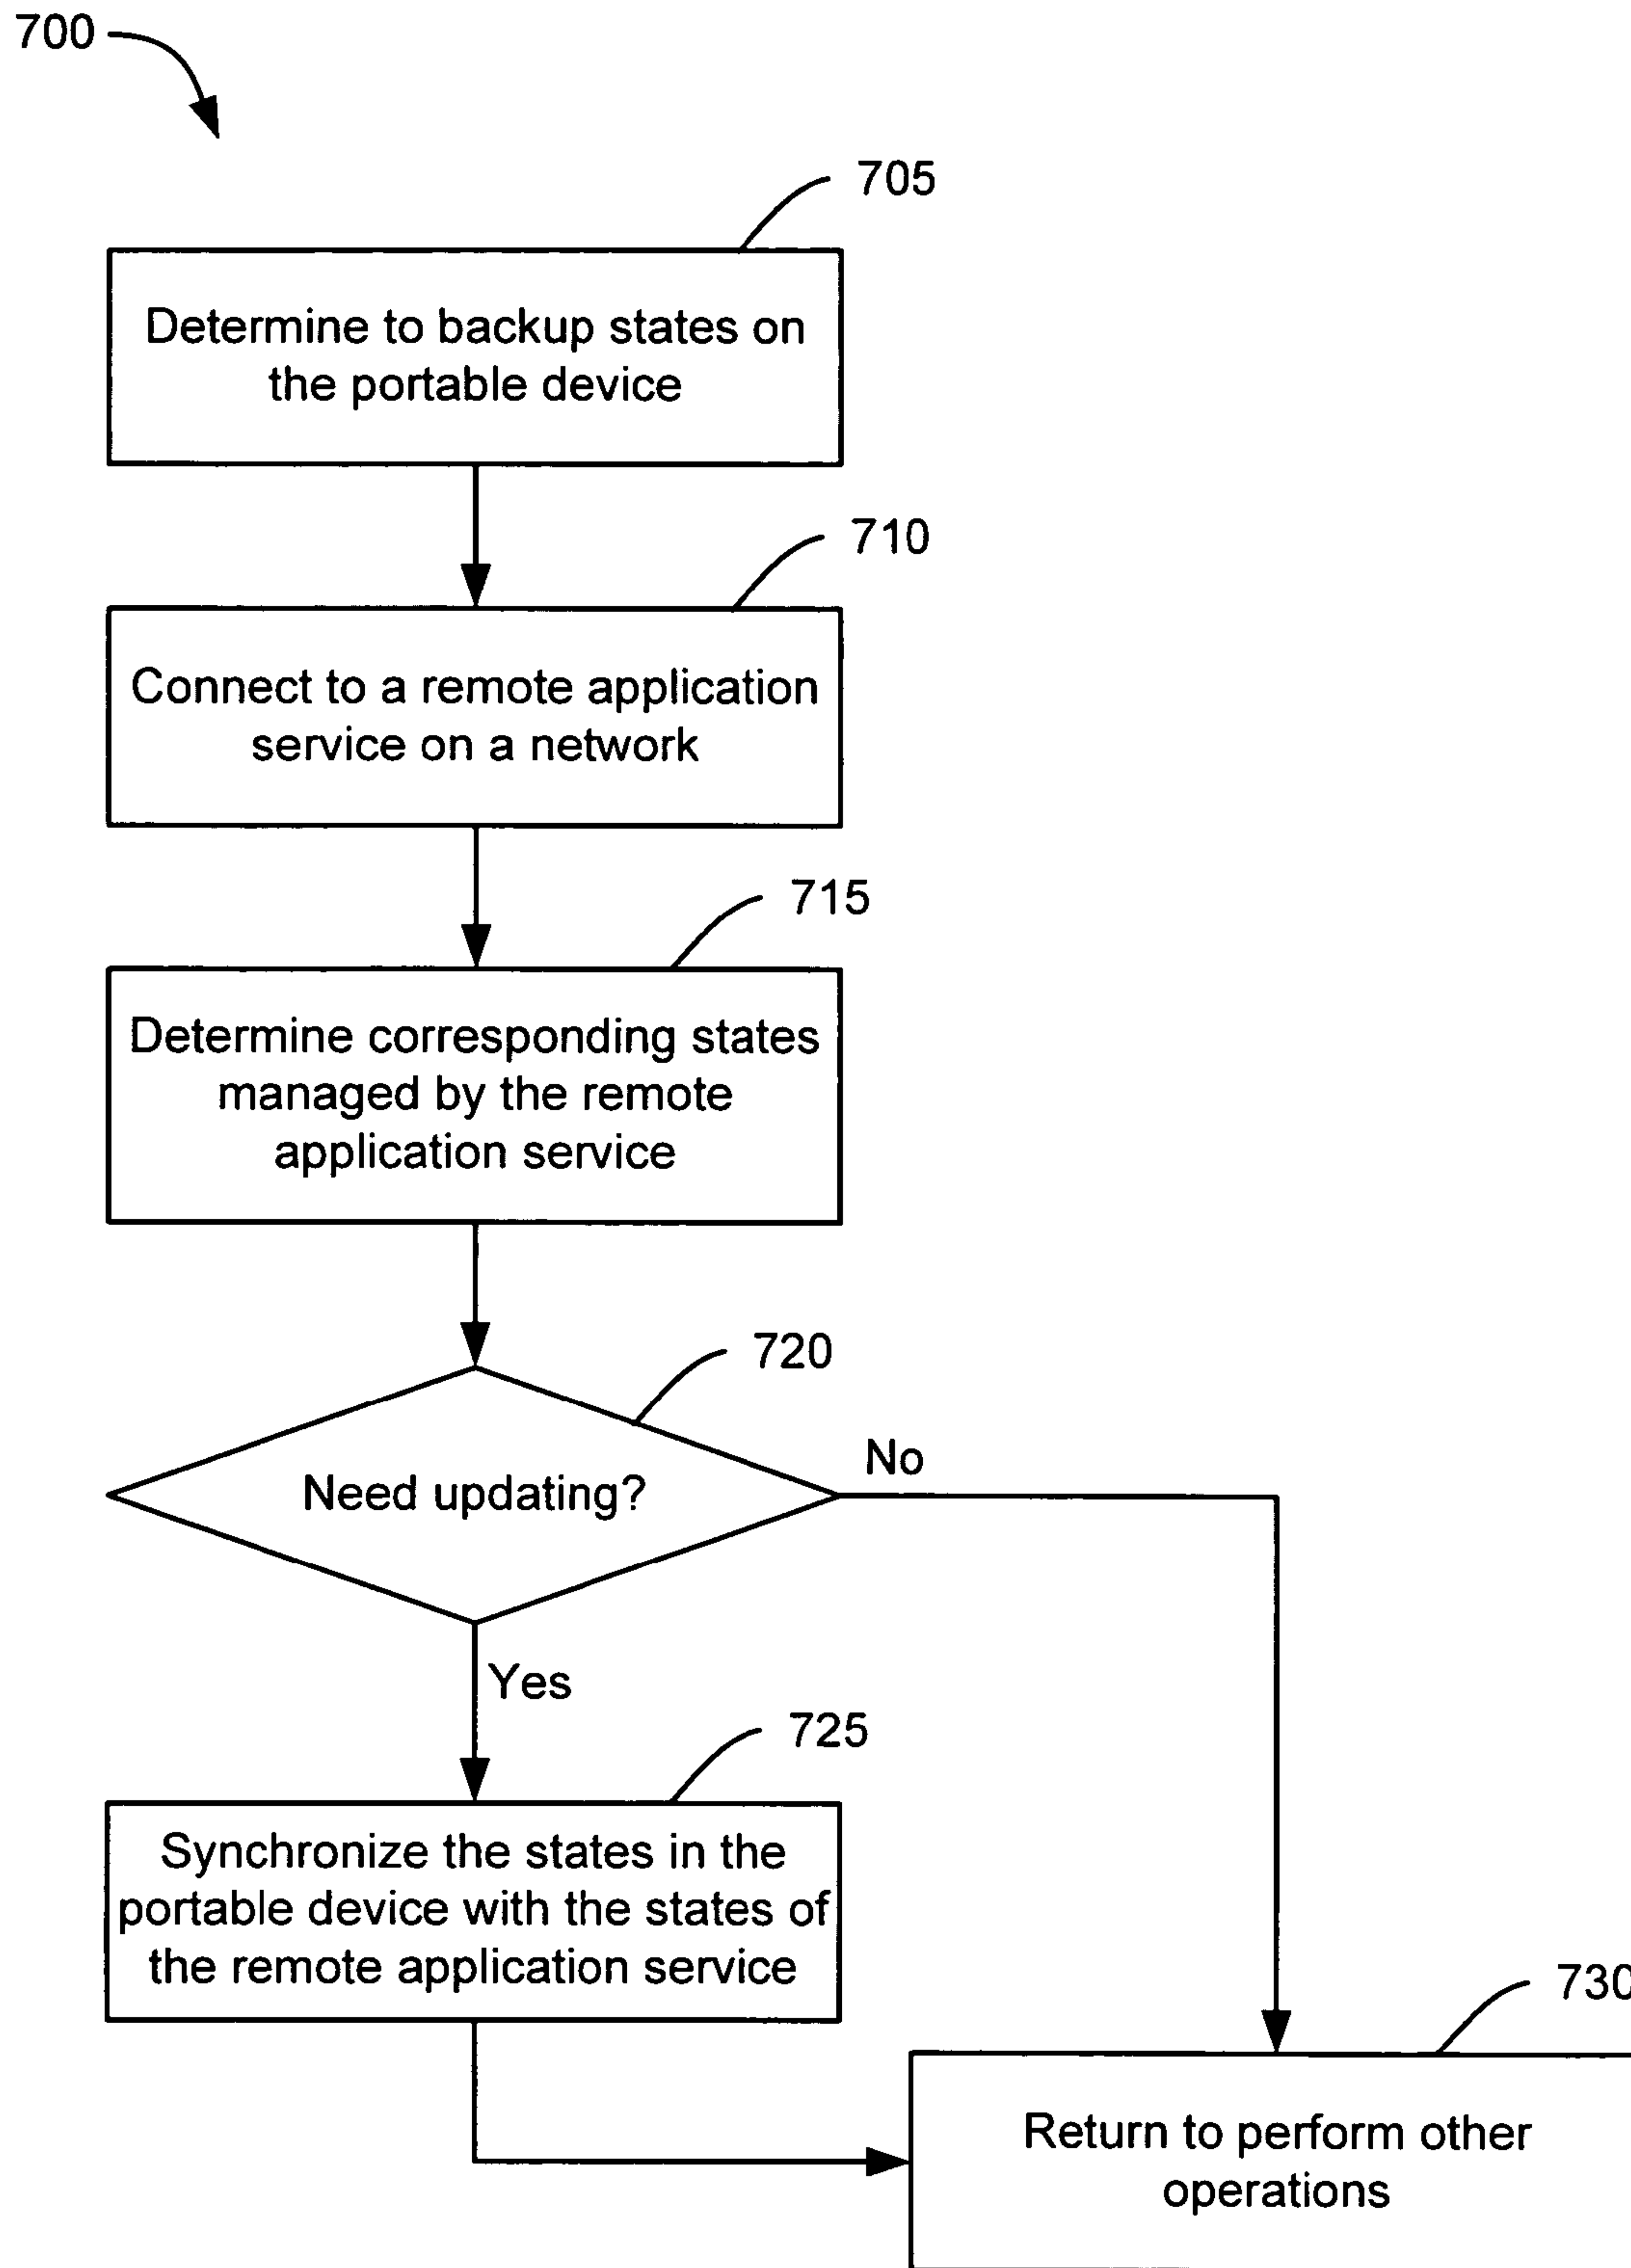 700
705
Determine to backup states on
the portable device
710
Connect to a remote application
service on a network
715
Determine corresponding states
managed by the remote
application service
720
Need updating?
No
Yes
725
Synchronize the states in the
portable device with the states of
the remote application service
730
Return to perform other
operations